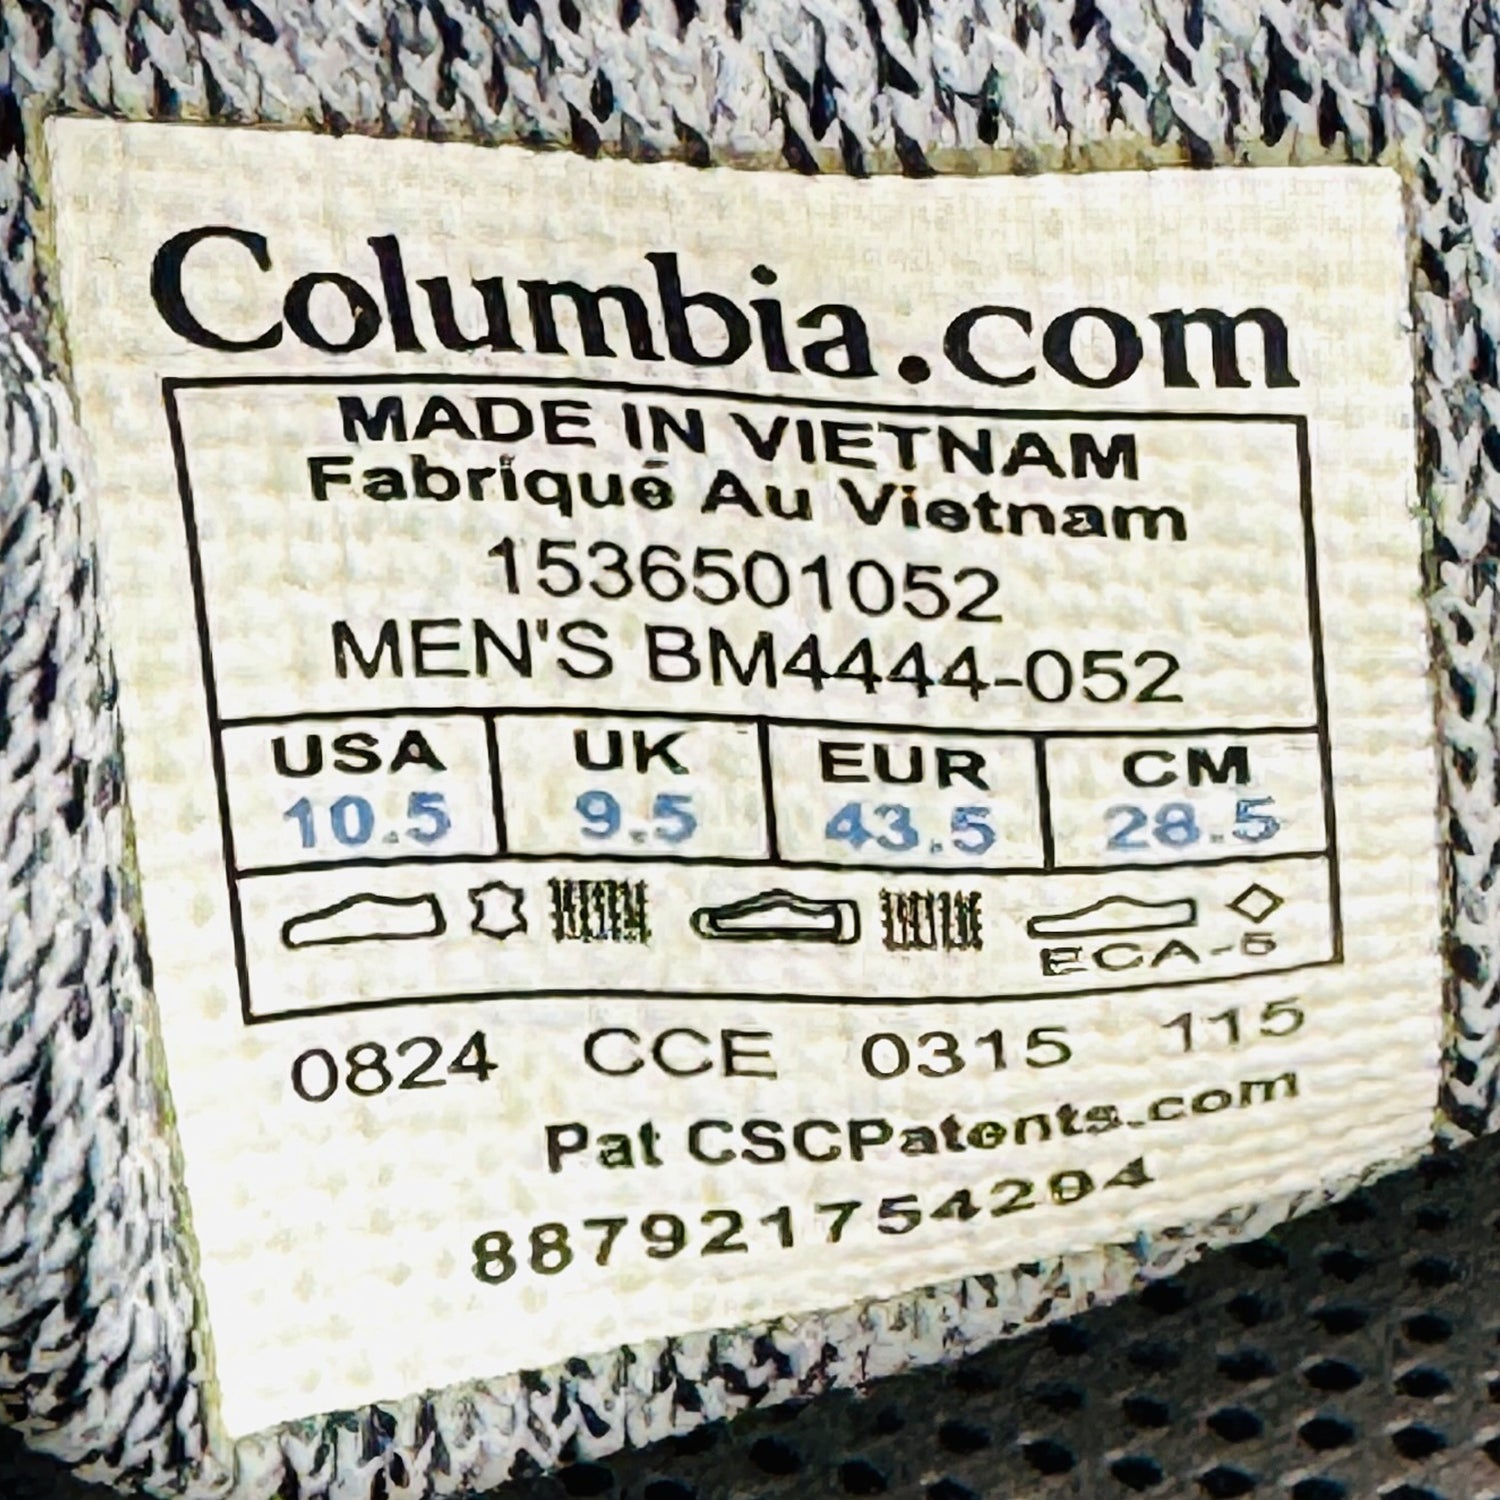 Columbia.com
MADE IN VIETNAM
Fabriqué Au Vietnam
1536501052
MEN'S BM4444-052
USA UK EUR CM
10.5 9.5 43.5 28.5
ECA-5
0824 CCE 0315 115
Pat CSCPatents.com
887921754294